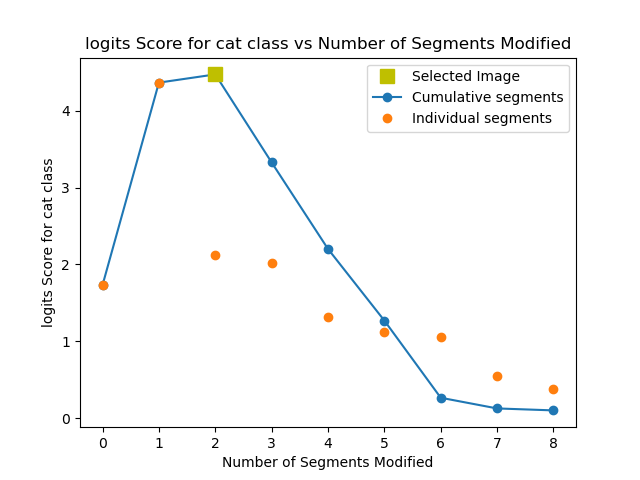 logits Score for cat class vs Number of Segments Modified
Selected Image
Cumulative segments
Individual segments
logits Score for cat class
4
3
2
1
0
0 1 2 3 4 5 6 7 8
Number of Segments Modified